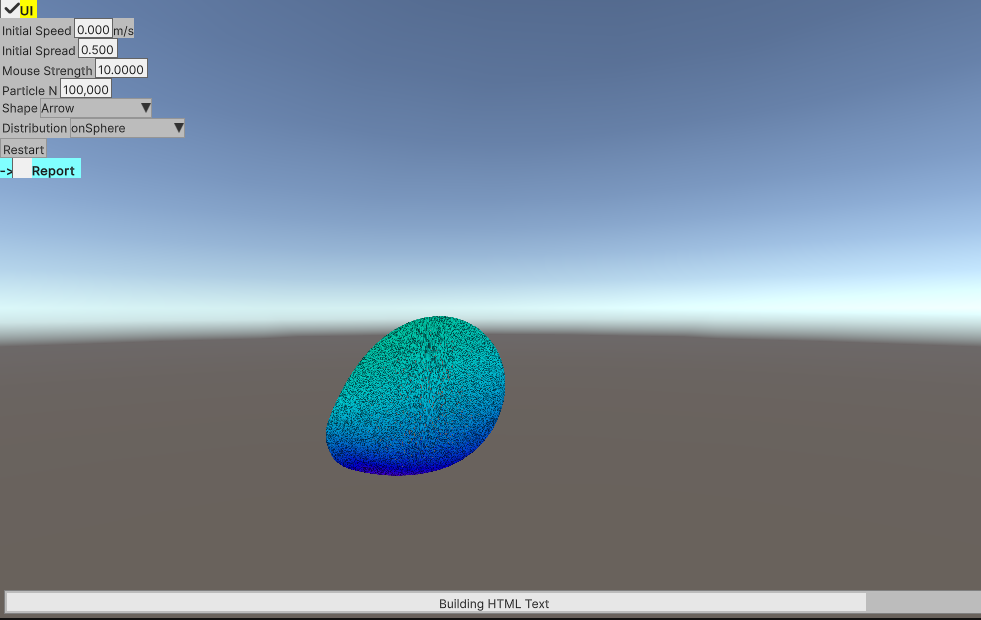 UI
Initial Speed 0.000 m/s
Initial Spread 0.500
Mouse Strength 10.0000
Particle N 100,000
Shape Arrow
Distribution onSphere
Restart
-> Report
Building HTML Text